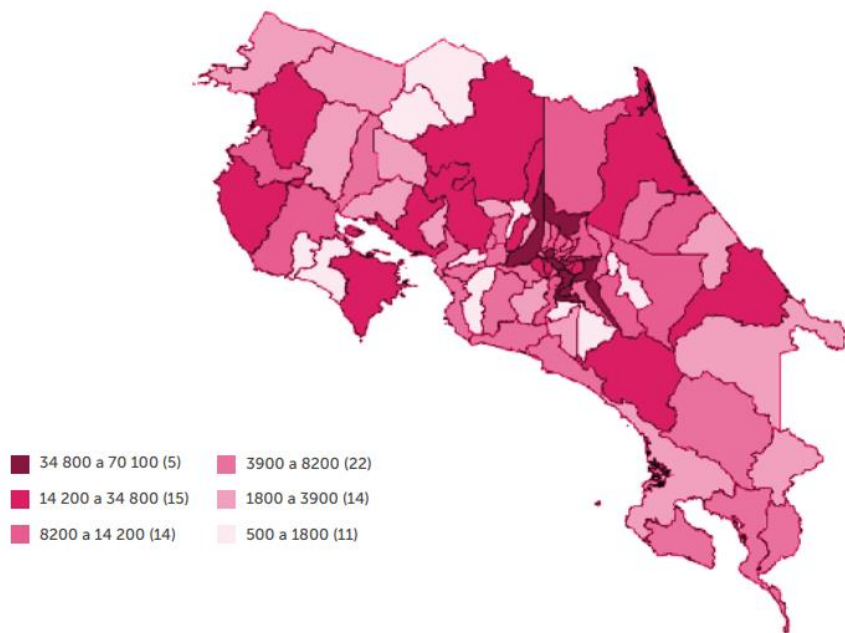 34 800 a 70 100 (5)
14 200 a 34 800 (15)
8200 a 14 200 (14)
3900 a 8200 (22)
1800 a 3900 (14)
500 a 1800 (11)